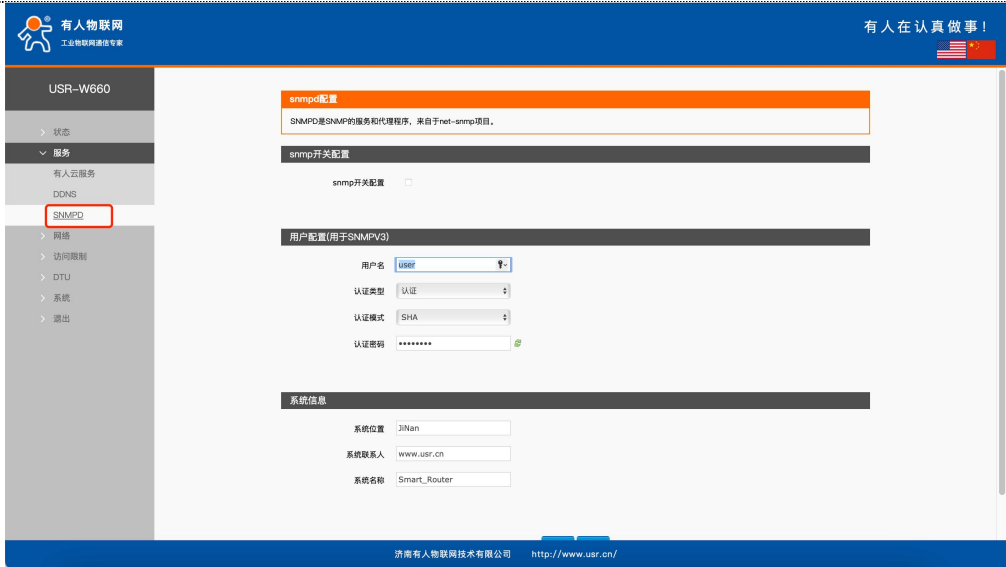 有人物联网
工业物联网通信专家
有人在认真做事！
USR-W660
状态
服务
有人云服务
DDNS
SNMPD
网络
访问限制
DTU
系统
退出
snmpd配置
SNMPD是SNMP的服务和代理程序，来自于net-snmp项目。
snmp开关配置
snmp开关配置
用户配置(用于SNMPV3)
用户名 user
认证类型 认证
认证模式 SHA
认证密码 ••••••••
系统信息
系统位置 JiNan
系统联系人 www.usr.cn
系统名称 Smart_Router
济南有人物联网技术有限公司 http://www.usr.cn/